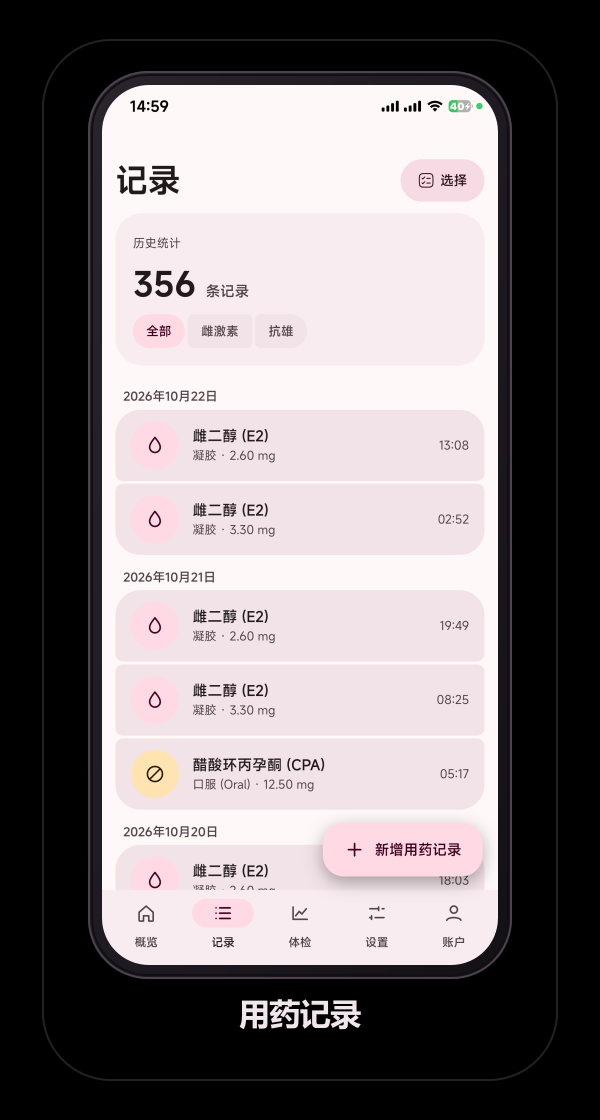 14:59
40
记录
选择
历史统计
356 条记录
全部 雌激素 抗雄
2026年10月22日
雌二醇 (E2)
凝胶 · 2.60 mg
13:08
雌二醇 (E2)
凝胶 · 3.30 mg
02:52
2026年10月21日
雌二醇 (E2)
凝胶 · 2.60 mg
19:49
雌二醇 (E2)
凝胶 · 3.30 mg
08:25
醋酸环丙孕酮 (CPA)
口服 (Oral) · 12.50 mg
05:17
2026年10月20日
雌二醇 (E2)
凝胶 · 2.60 mg
18:03
新增用药记录
概览 记录 体检 设置 账户
用药记录